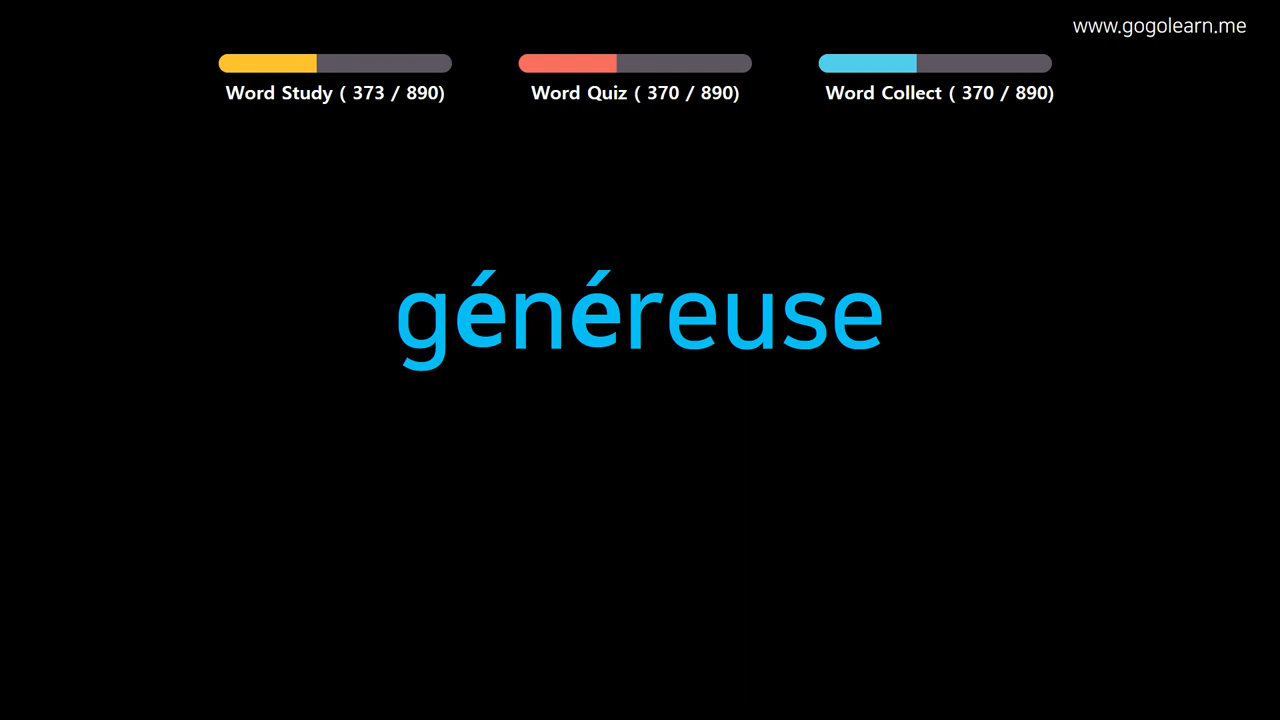 www.gogolearn.me
Word Study ( 373 / 890)
Word Quiz ( 370 / 890)
Word Collect ( 370 / 890)
généreuse